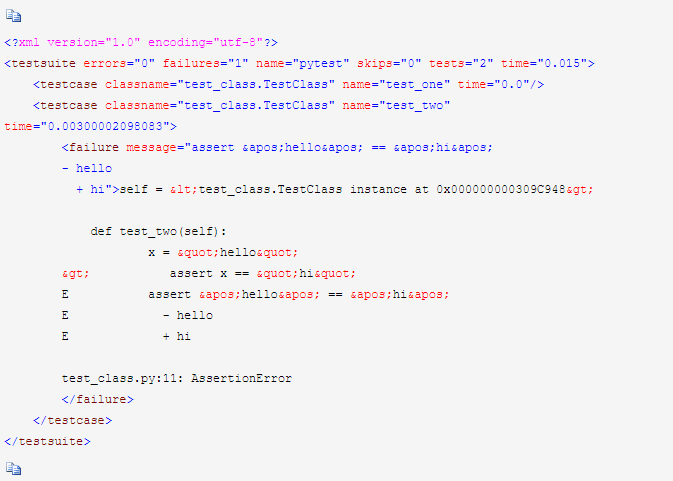 <?xml version="1.0" encoding="utf-8"?>
<testsuite errors="0" failures="1" name="pytest" skips="0" tests="2" time="0.015">
    <testcase classname="test_class.TestClass" name="test_one" time="0.0"/>
    <testcase classname="test_class.TestClass" name="test_two"
time="0.00300002098083">
        <failure message="assert &apos;hello&apos; == &apos;hi&apos;
        - hello
          + hi">self = &lt;test_class.TestClass instance at 0x000000000309C948&gt;

            def test_two(self):
                    x = &quot;hello&quot;
        &gt;           assert x == &quot;hi&quot;
        E           assert &apos;hello&apos; == &apos;hi&apos;
        E             - hello
        E             + hi

        test_class.py:11: AssertionError
        </failure>
    </testcase>
</testsuite>